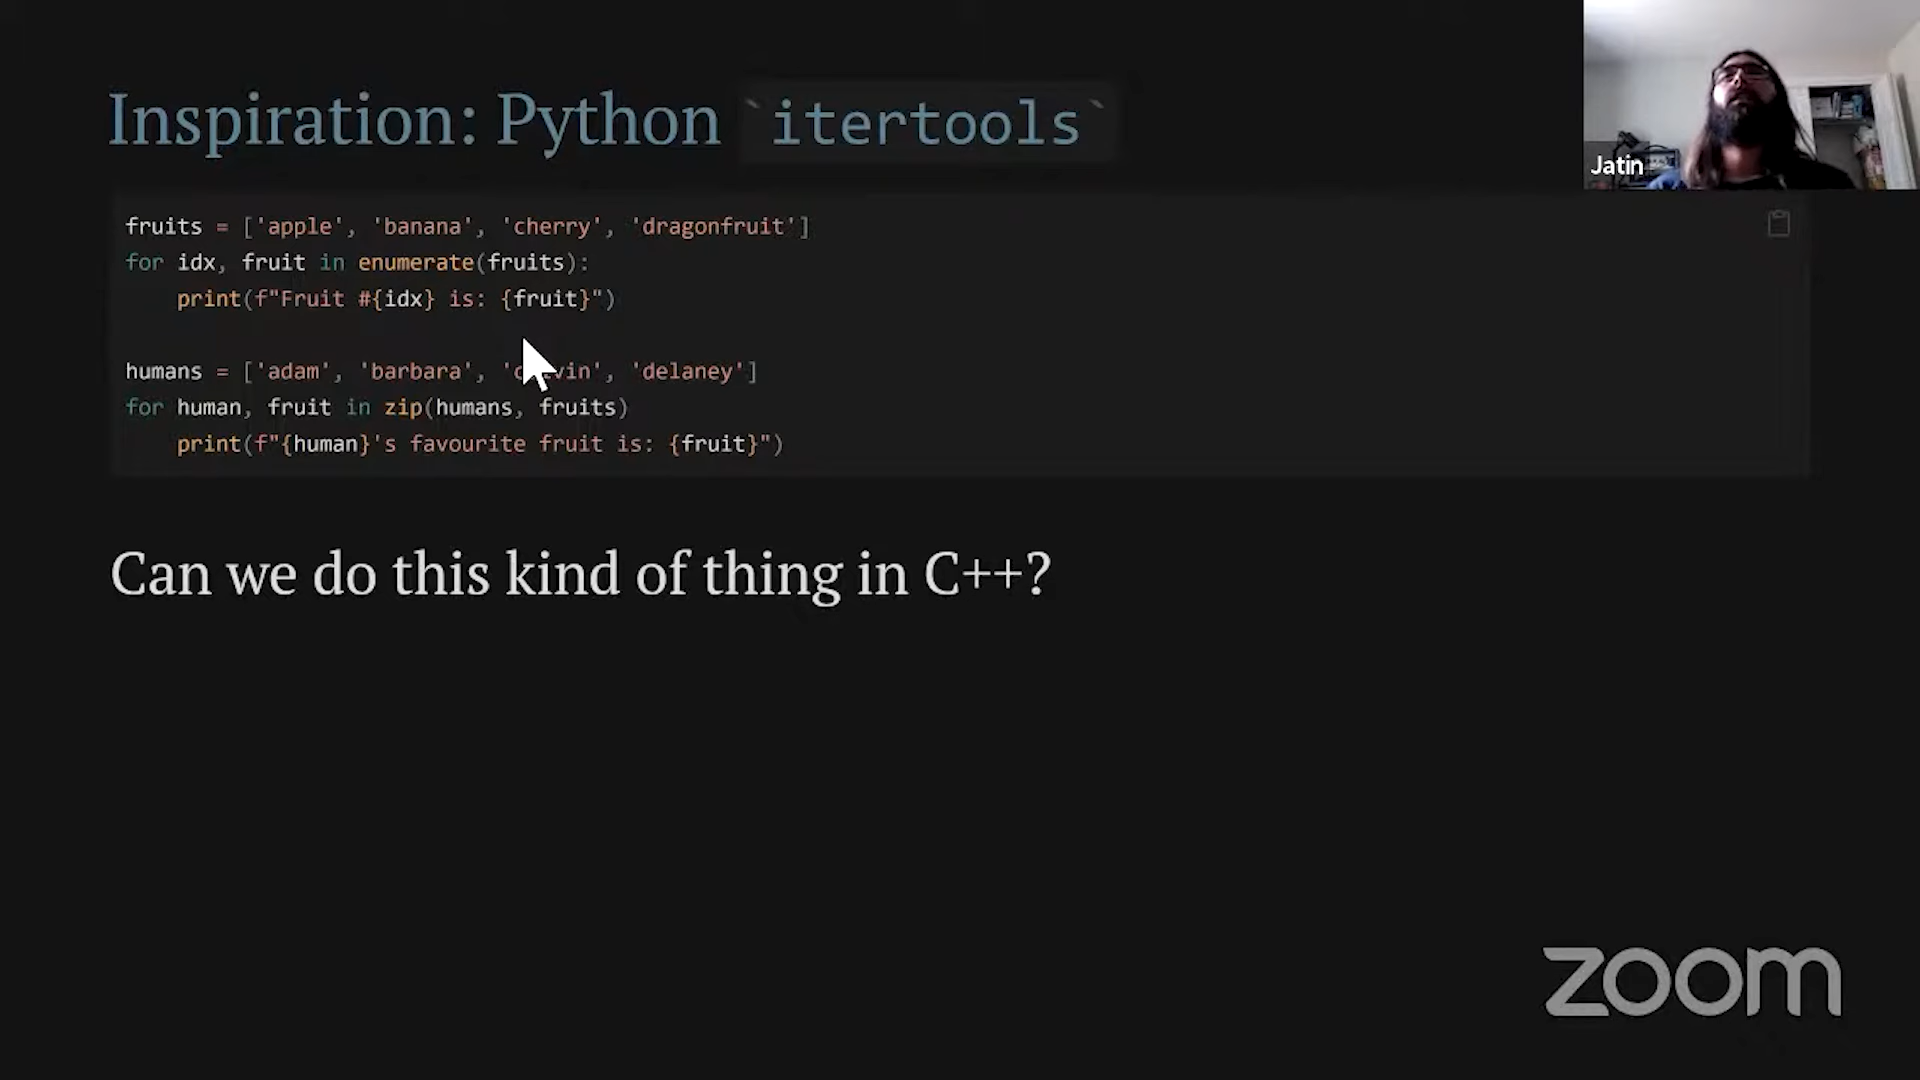 Inspiration: Python `itertools`
Jatin
fruits = ['apple', 'banana', 'cherry', 'dragonfruit']
for idx, fruit in enumerate(fruits):
    print(f"Fruit #{idx} is: {fruit}")
humans = ['adam', 'barbara', 'delaney']
for human, fruit in zip(humans, fruits)
    print(f"{human}'s favourite fruit is: {fruit}")
Can we do this kind of thing in C++?
zoom